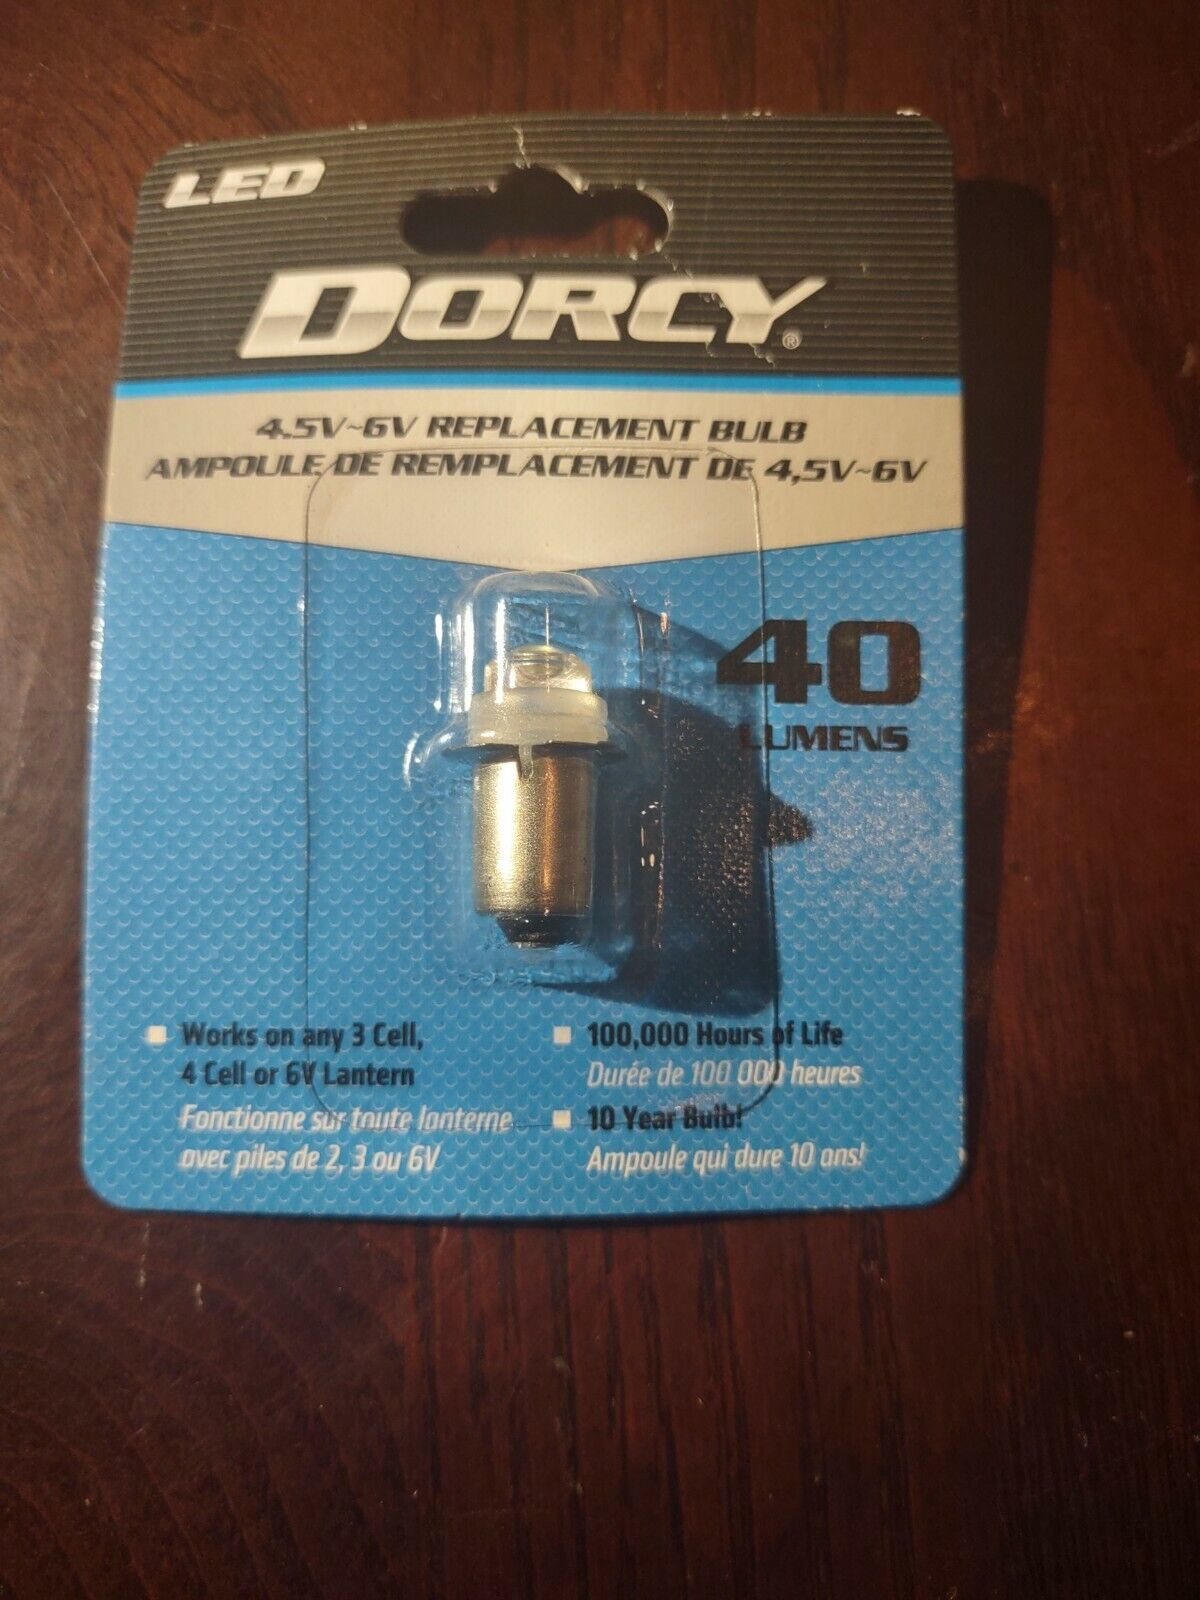 LED
DORCY®
4.5V~6V REPLACEMENT BULB
AMPOULE DE REMPLACEMENT DE 4,5V~6V
40
LUMENS
Works on any 3 Cell,
4 Cell or 6V Lantern
Fonctionne sur toute lanterne
avec piles de 2, 3 ou 6V
100,000 Hours of Life
Durée de 100 000 heures
10 Year Bulb!
Ampoule qui dure 10 ans!